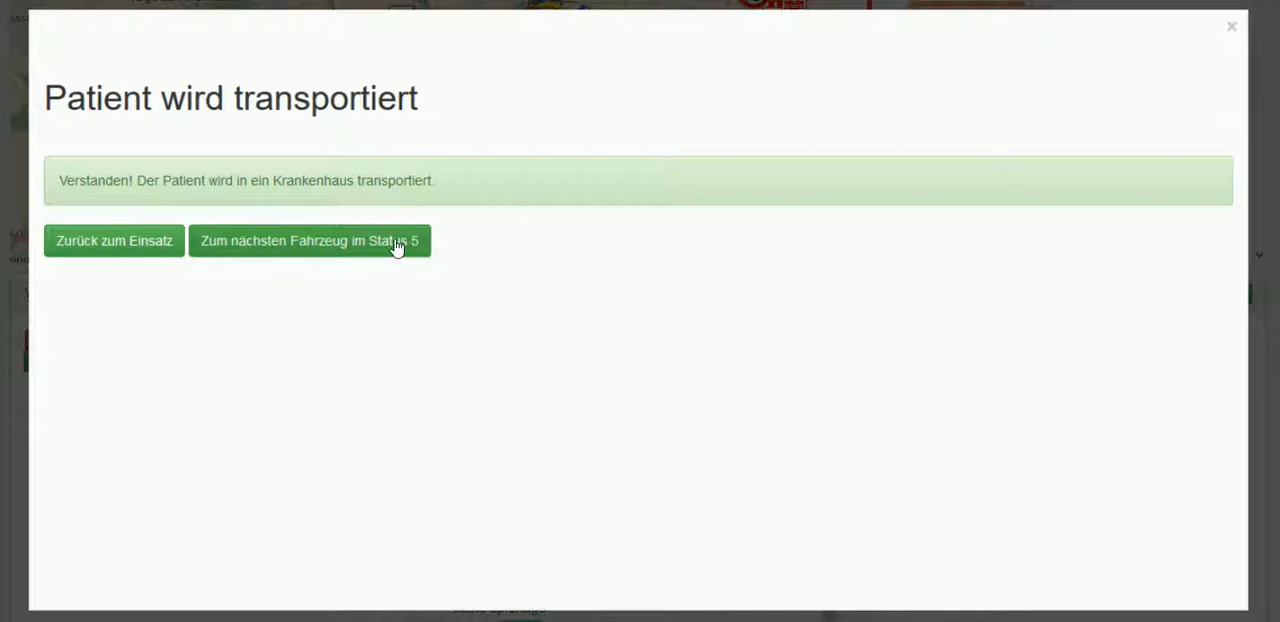 ×
Patient wird transportiert
Verstanden! Der Patient wird in ein Krankenhaus transportiert.
Zurück zum Einsatz
Zum nächsten Fahrzeug im Status 5